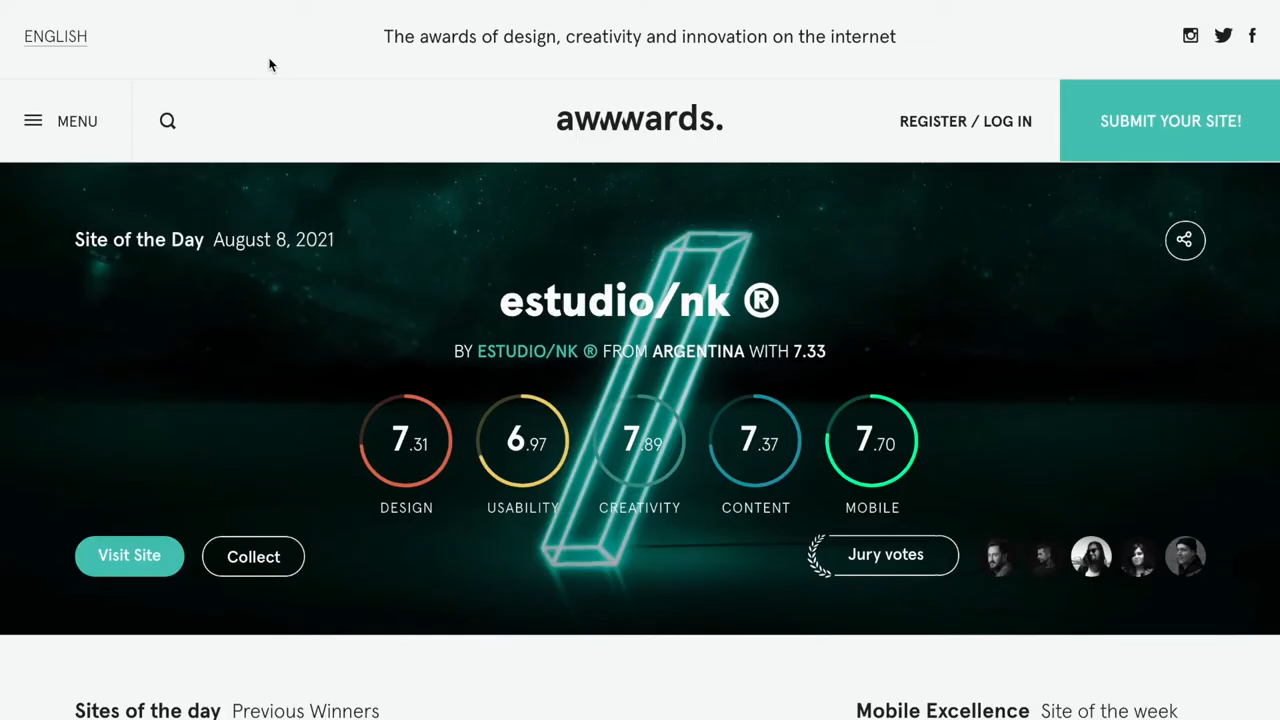 ENGLISH
The awards of design, creativity and innovation on the internet
MENU
awwwards.
REGISTER / LOG IN
SUBMIT YOUR SITE!
Site of the Day August 8, 2021
estudio/nk ®
BY ESTUDIO/NK ® FROM ARGENTINA WITH 7.33
7.31 6.97 7.89 7.37 7.70
DESIGN USABILITY CREATIVITY CONTENT MOBILE
Visit Site
Collect
Jury votes
Sites of the day Previous Winners
Mobile Excellence Site of the week